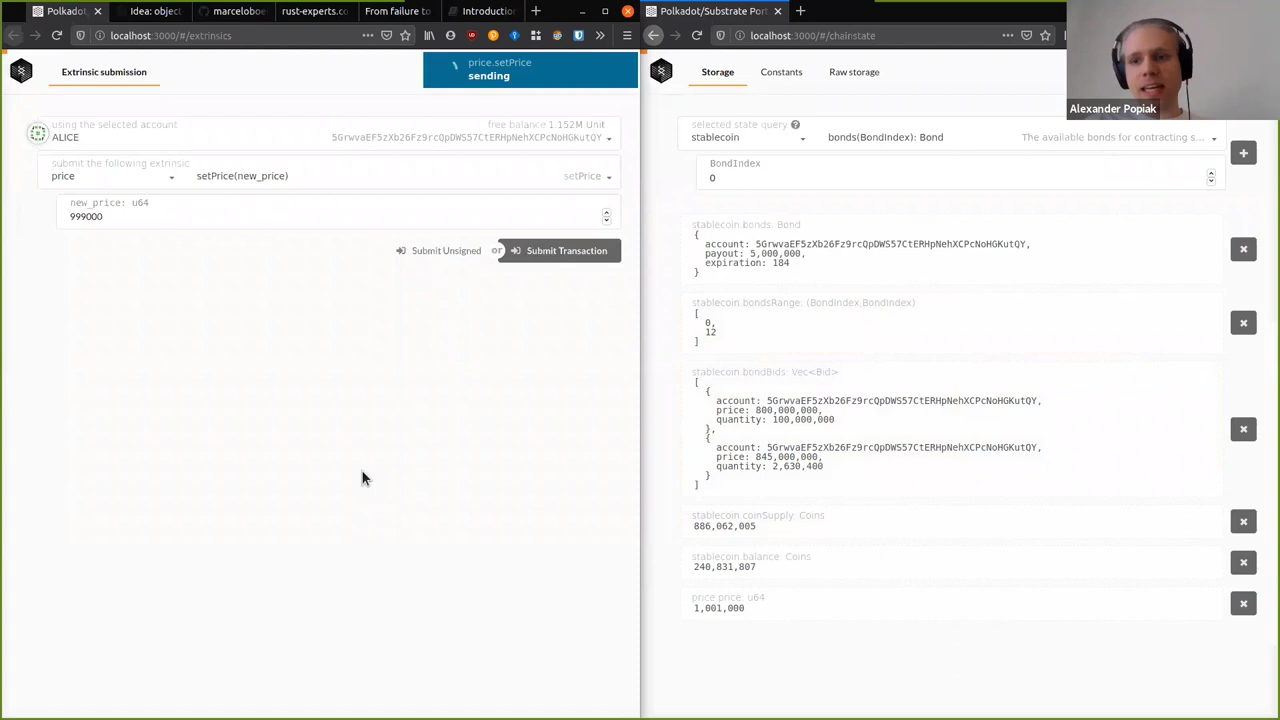 Polkadot,
Idea: object
marceloboe
rust-experts.co
From failure to
Introductio
localhost:3000/#/extrinsics
Extrinsic submission
price.setPrice
sending
using the selected account
free balance 1.152M Unit
ALICE
5GrwvaEF5zXb26Fz9rcQpDWS57CtERHpNehXCPcNoHGKutQY
submit the following extrinsic
price
setPrice(new_price)
setPrice
new_price: u64
999000
Submit Unsigned
or
Submit Transaction
Polkadot/Substrate Port
localhost:3000/#/chainstate
Storage
Constants
Raw storage
Alexander Popiak
selected state query
stablecoin
bonds(BondIndex): Bond
The available bonds for contracting s...
BondIndex
0
stablecoin.bonds: Bond
{
account: 5GrwvaEF5zXb26Fz9rcQpDWS57CtERHpNehXCPcNoHGKutQY,
payout: 5,000,000,
expiration: 184
}
stablecoin.bondsRange: (BondIndex,BondIndex)
[
0,
12
]
stablecoin.bondBids: Vec<Bid>
[
{
account: 5GrwvaEF5zXb26Fz9rcQpDWS57CtERHpNehXCPcNoHGKutQY,
price: 800,000,000,
quantity: 100,000,000
},
{
account: 5GrwvaEF5zXb26Fz9rcQpDWS57CtERHpNehXCPcNoHGKutQY,
price: 845,000,000,
quantity: 2,630,400
}
]
stablecoin.coinSupply: Coins
886,062,005
stablecoin.balance: Coins
240,831,807
price.price: u64
1,001,000